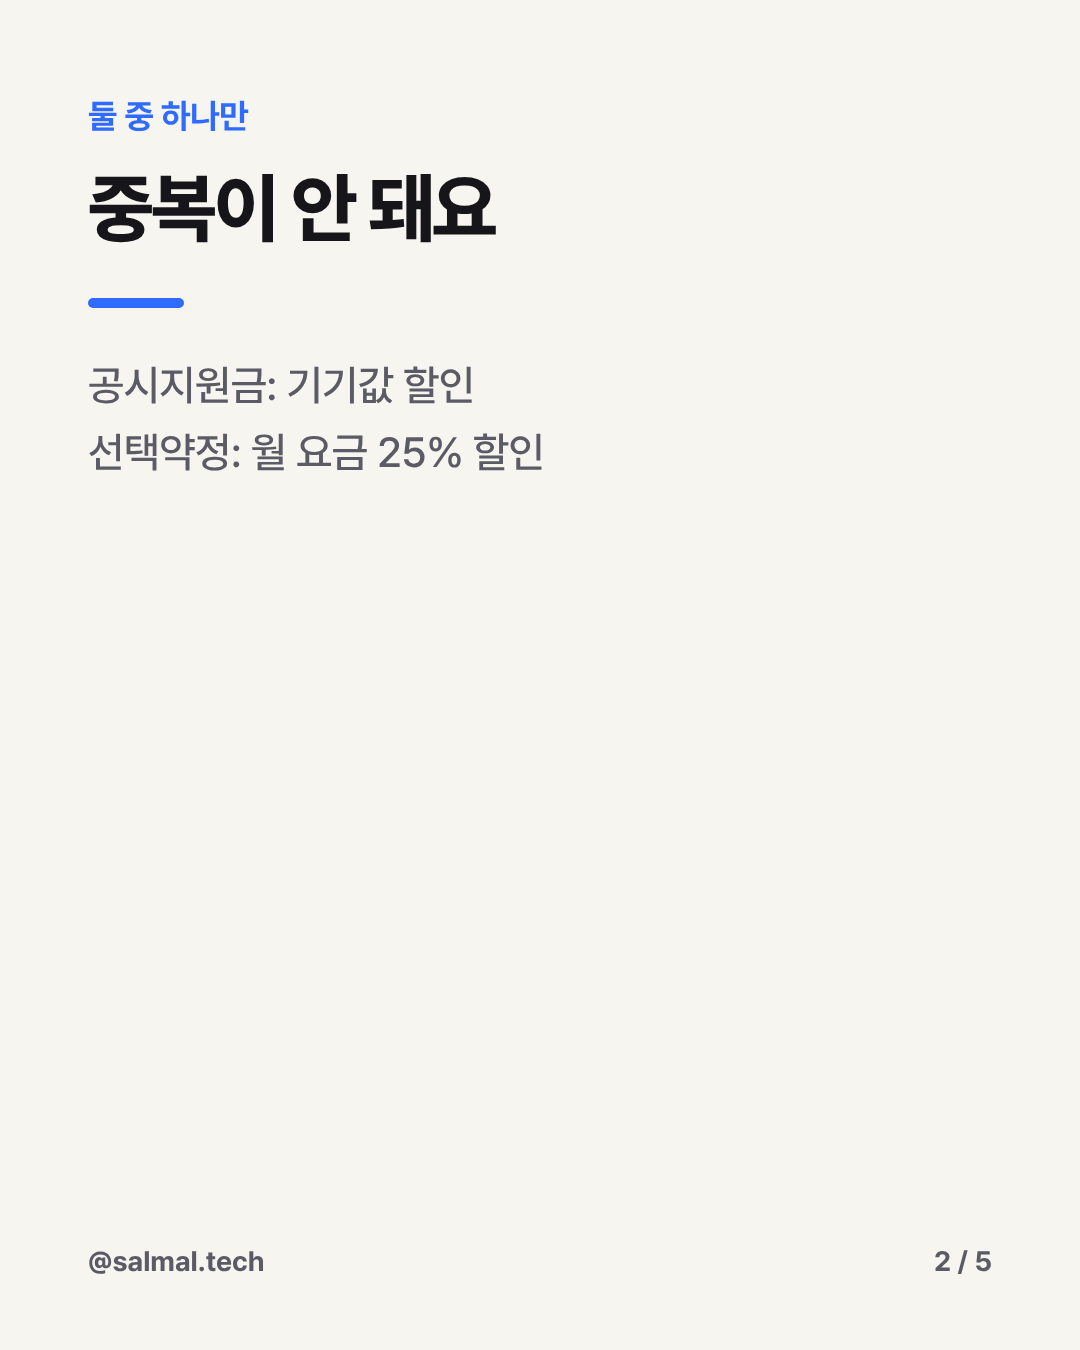 둘 중 하나만
중복이 안 돼요
공시지원금: 기기값 할인
선택약정: 월 요금 25% 할인
@salmal.tech
2 / 5